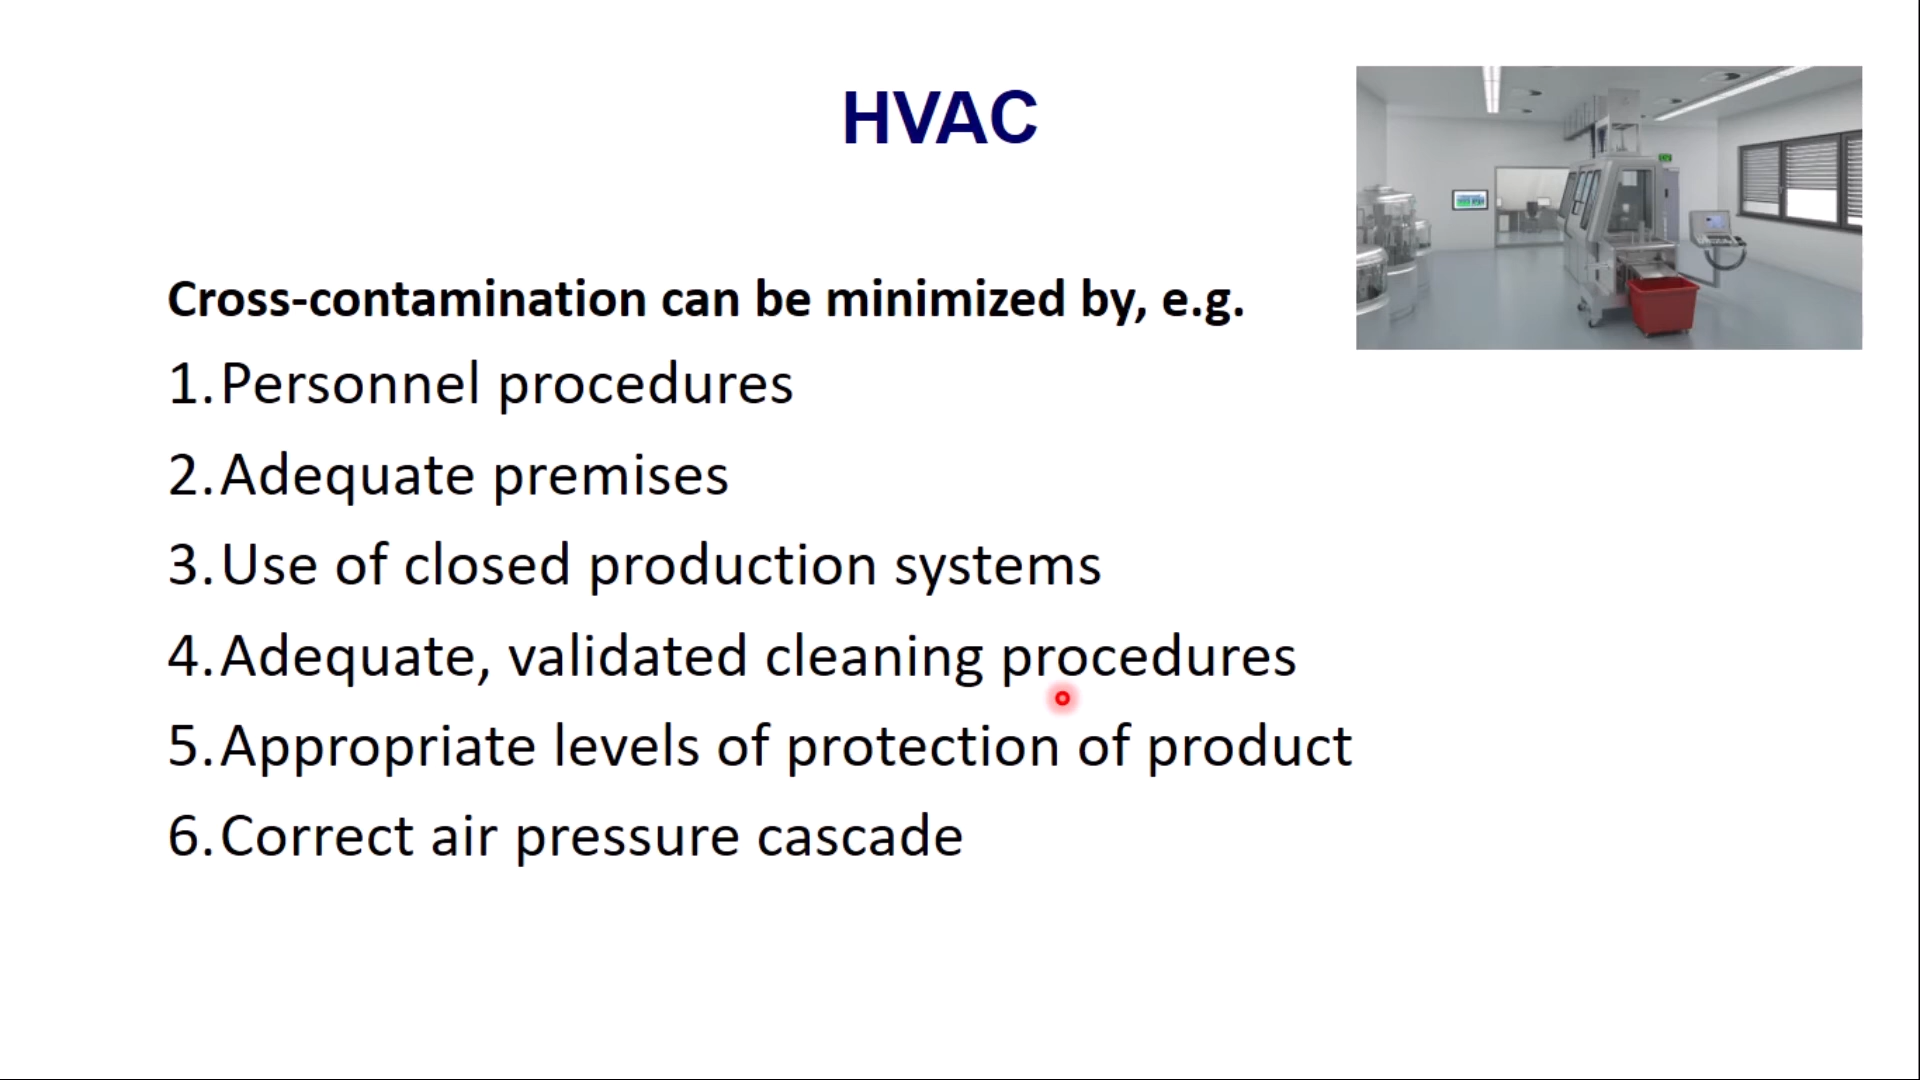 HVAC
Cross-contamination can be minimized by, e.g.
1. Personnel procedures
2. Adequate premises
3. Use of closed production systems
4. Adequate, validated cleaning procedures
5. Appropriate levels of protection of product
6. Correct air pressure cascade